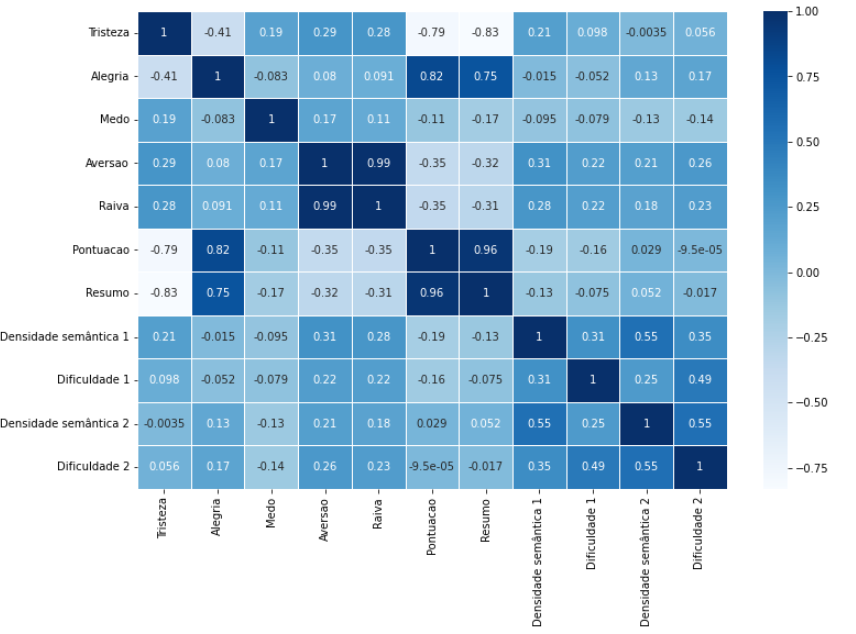 Tristeza 1 -0.41 0.19 0.29 0.28 -0.79 -0.83 0.21 0.098 -0.0035 0.056
Alegria -0.41 1 -0.083 0.08 0.091 0.82 0.75 -0.015 -0.052 0.13 0.17
Medo 0.19 -0.083 1 0.17 0.11 -0.11 -0.17 -0.095 -0.079 -0.13 -0.14
Aversao 0.29 0.08 0.17 1 0.99 -0.35 -0.32 0.31 0.22 0.21 0.26
Raiva 0.28 0.091 0.11 0.99 1 -0.35 -0.31 0.28 0.22 0.18 0.23
Pontuacao -0.79 0.82 -0.11 -0.35 -0.35 1 0.96 -0.19 -0.16 0.029 -9.5e-05
Resumo -0.83 0.75 -0.17 -0.32 -0.31 0.96 1 -0.13 -0.075 0.052 -0.017
Densidade semântica 1 0.21 -0.015 -0.095 0.31 0.28 -0.19 -0.13 1 0.31 0.55 0.35
Dificuldade 1 0.098 -0.052 -0.079 0.22 0.22 -0.16 -0.075 0.31 1 0.25 0.49
Densidade semântica 2 -0.0035 0.13 -0.13 0.21 0.18 0.029 0.052 0.55 0.25 1 0.55
Dificuldade 2 0.056 0.17 -0.14 0.26 0.23 -9.5e-05 -0.017 0.35 0.49 0.55 1
Tristeza
Alegria
Medo
Aversao
Raiva
Pontuacao
Resumo
Densidade semântica 1
Dificuldade 1
Densidade semântica 2
Dificuldade 2
1.00
0.75
0.50
0.25
0.00
-0.25
-0.50
-0.75